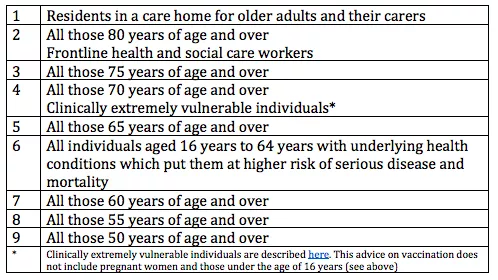 1 Residents in a care home for older adults and their carers
2 All those 80 years of age and over
Frontline health and social care workers
3 All those 75 years of age and over
4 All those 70 years of age and over
Clinically extremely vulnerable individuals*
5 All those 65 years of age and over
6 All individuals aged 16 years to 64 years with underlying health
conditions which put them at higher risk of serious disease and
mortality
7 All those 60 years of age and over
8 All those 55 years of age and over
9 All those 50 years of age and over
* Clinically extremely vulnerable individuals are described here. This advice on vaccination does
not include pregnant women and those under the age of 16 years (see above)